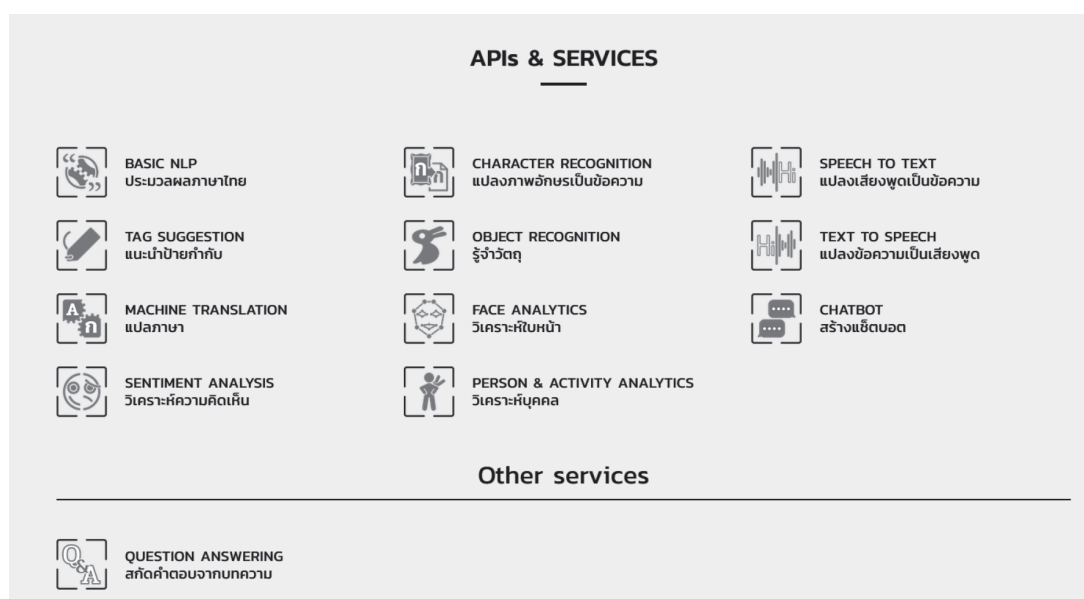 APIs & SERVICES
BASIC NLP
ประมวลผลภาษาไทย
TAG SUGGESTION
แนะนำป้ายกำกับ
MACHINE TRANSLATION
แปลภาษา
SENTIMENT ANALYSIS
วิเคราะห์ความคิดเห็น
CHARACTER RECOGNITION
แปลงภาพอักษรเป็นข้อความ
OBJECT RECOGNITION
รู้จำวัตถุ
FACE ANALYTICS
วิเคราะห์ใบหน้า
PERSON & ACTIVITY ANALYTICS
วิเคราะห์บุคคล
SPEECH TO TEXT
แปลงเสียงพูดเป็นข้อความ
TEXT TO SPEECH
แปลงข้อความเป็นเสียงพูด
CHATBOT
สร้างแช็ตบอต
Other services
QUESTION ANSWERING
สกัดคำตอบจากบทความ